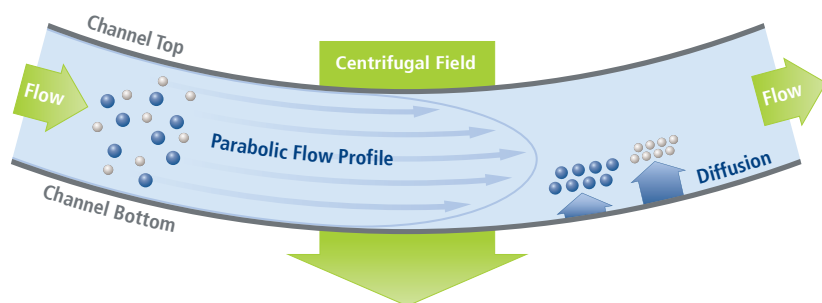 Channel Top
Centrifugal Field
Flow
Flow
Parabolic Flow Profile
Diffusion
Channel Bottom